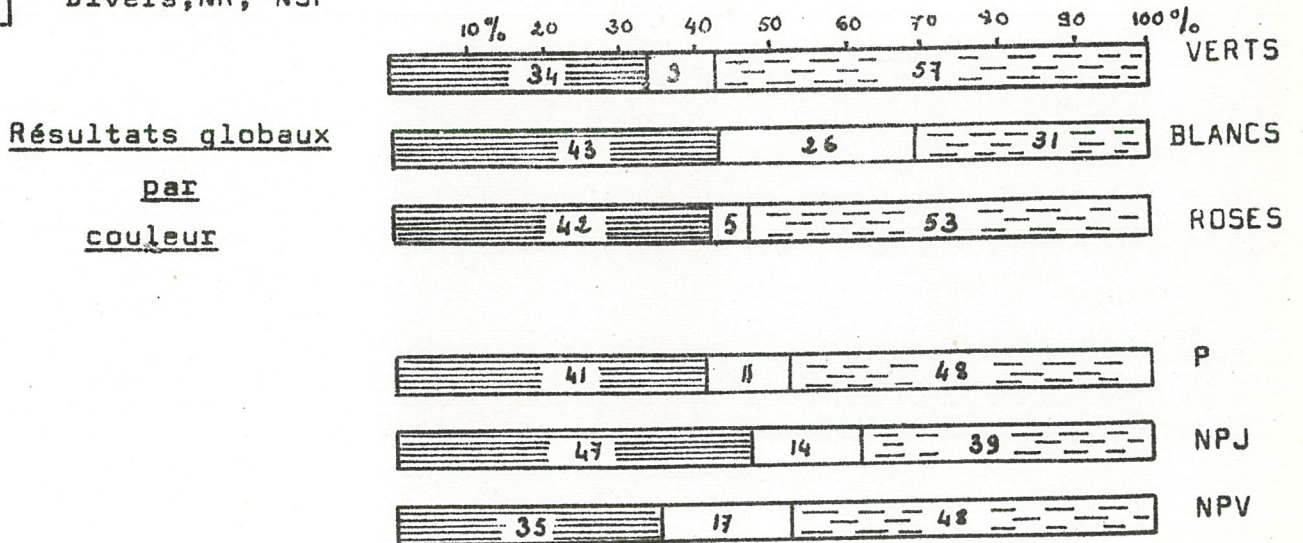 Divers,NR, NSP
10% 20 30 40 50 60 70 80 90 100%
34 9 57 VERTS
Résultats globaux
par
couleur
43 26 31 BLANCS
42 5 53 ROSES
41 11 48 P
47 14 39 NPJ
35 17 48 NPV